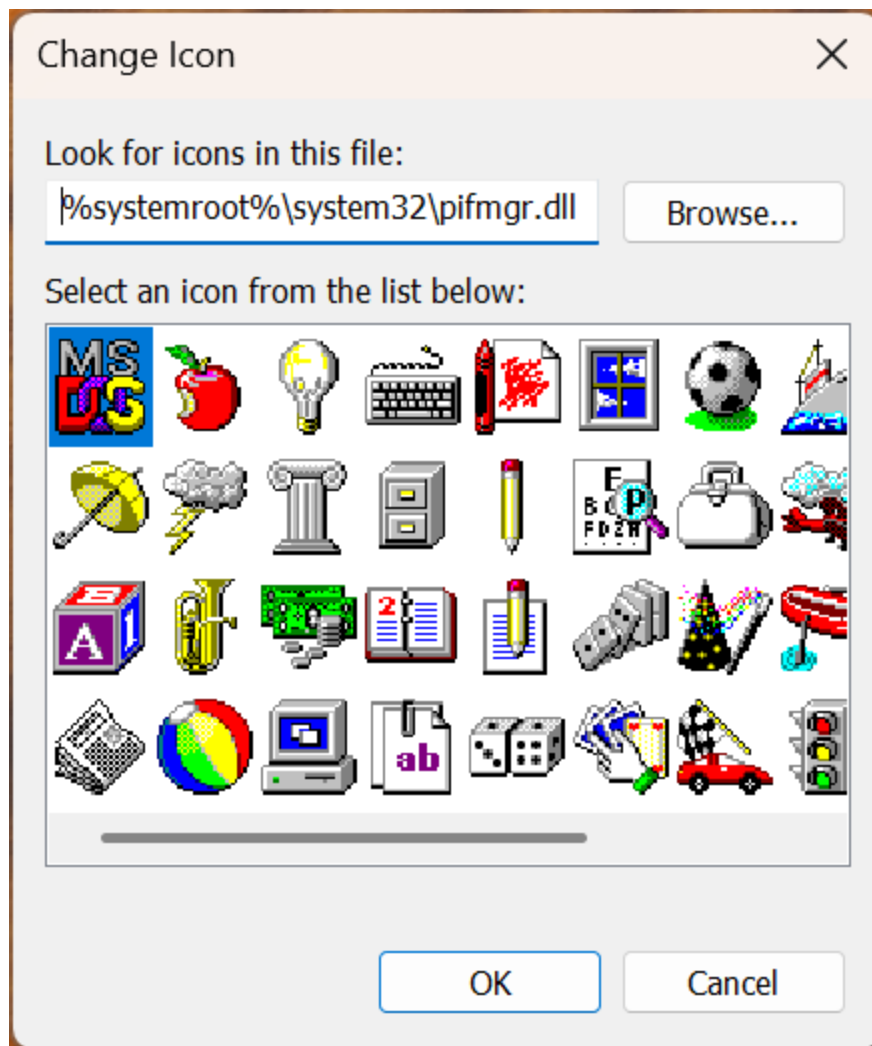 Change Icon
Look for icons in this file:
%systemroot%\system32\pifmgr.dll
Browse...
Select an icon from the list below:
MS
DOS
E
P
FDZH
A
B
1
2
ab
OK
Cancel